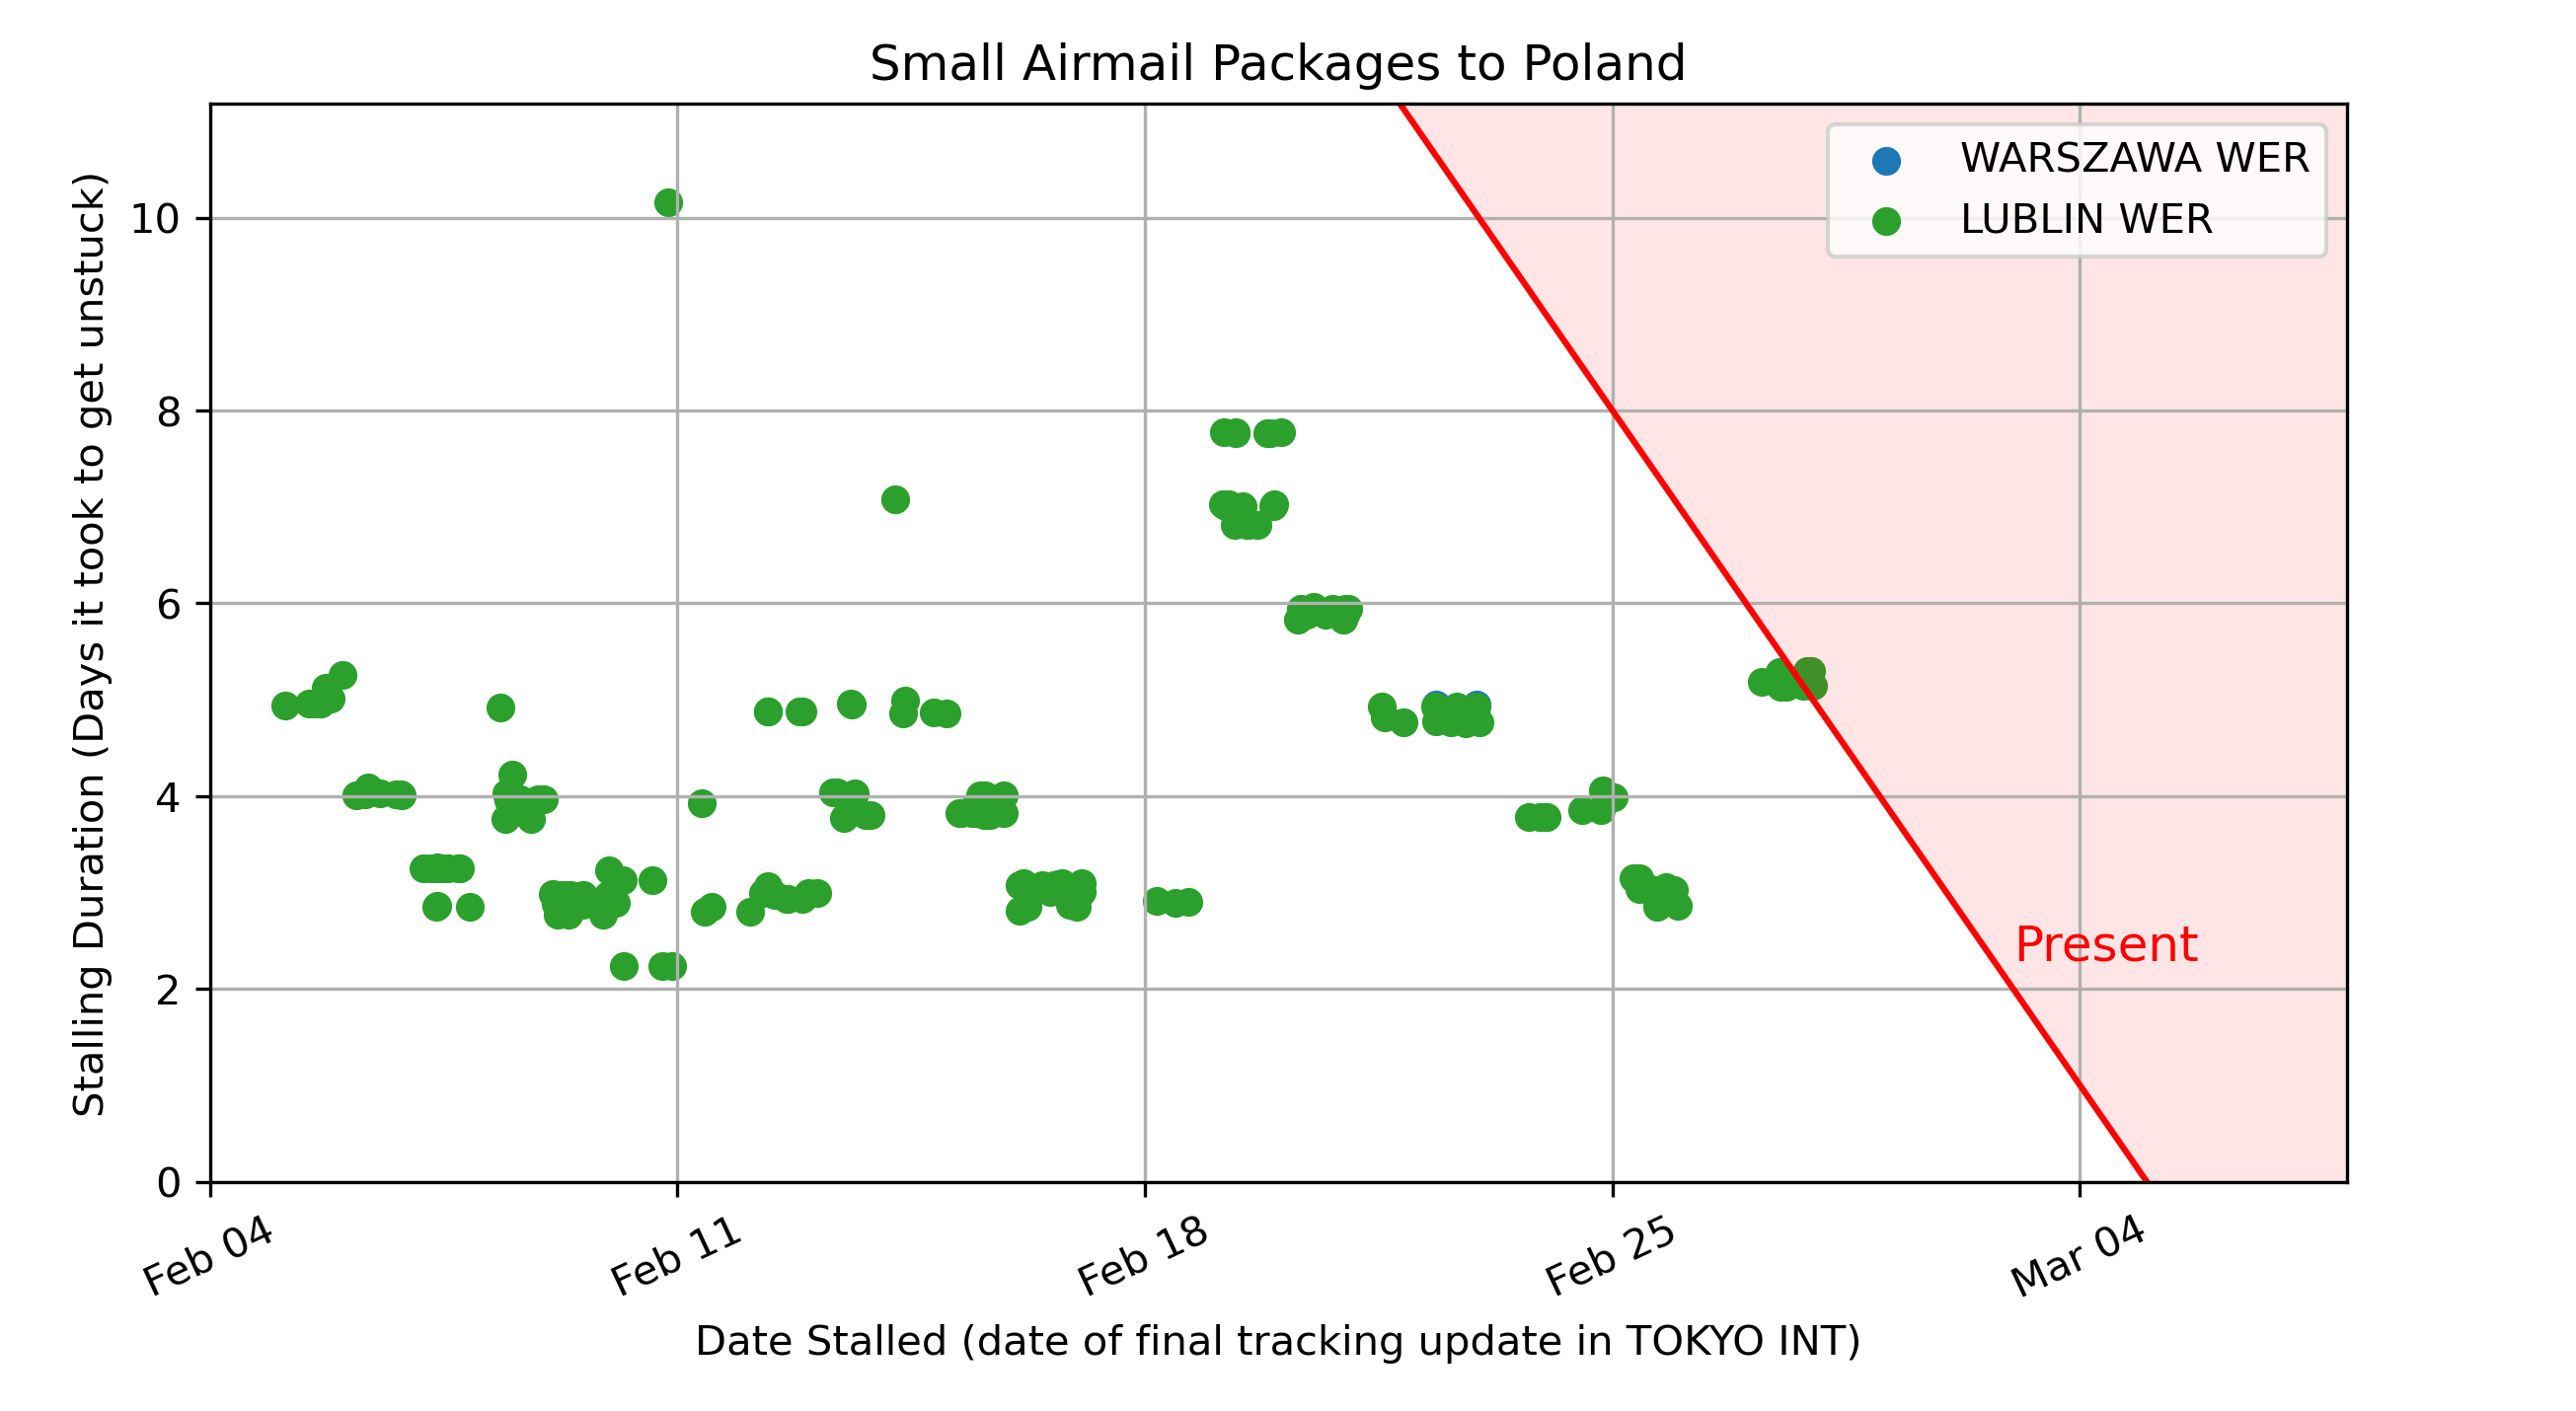 Small Airmail Packages to Poland
WARSZAWA WER
LUBLIN WER
Present
Stalling Duration (Days it took to get unstuck)
10
8
6
4
2
0
Feb 04
Feb 11
Feb 18
Feb 25
Mar 04
Date Stalled (date of final tracking update in TOKYO INT)